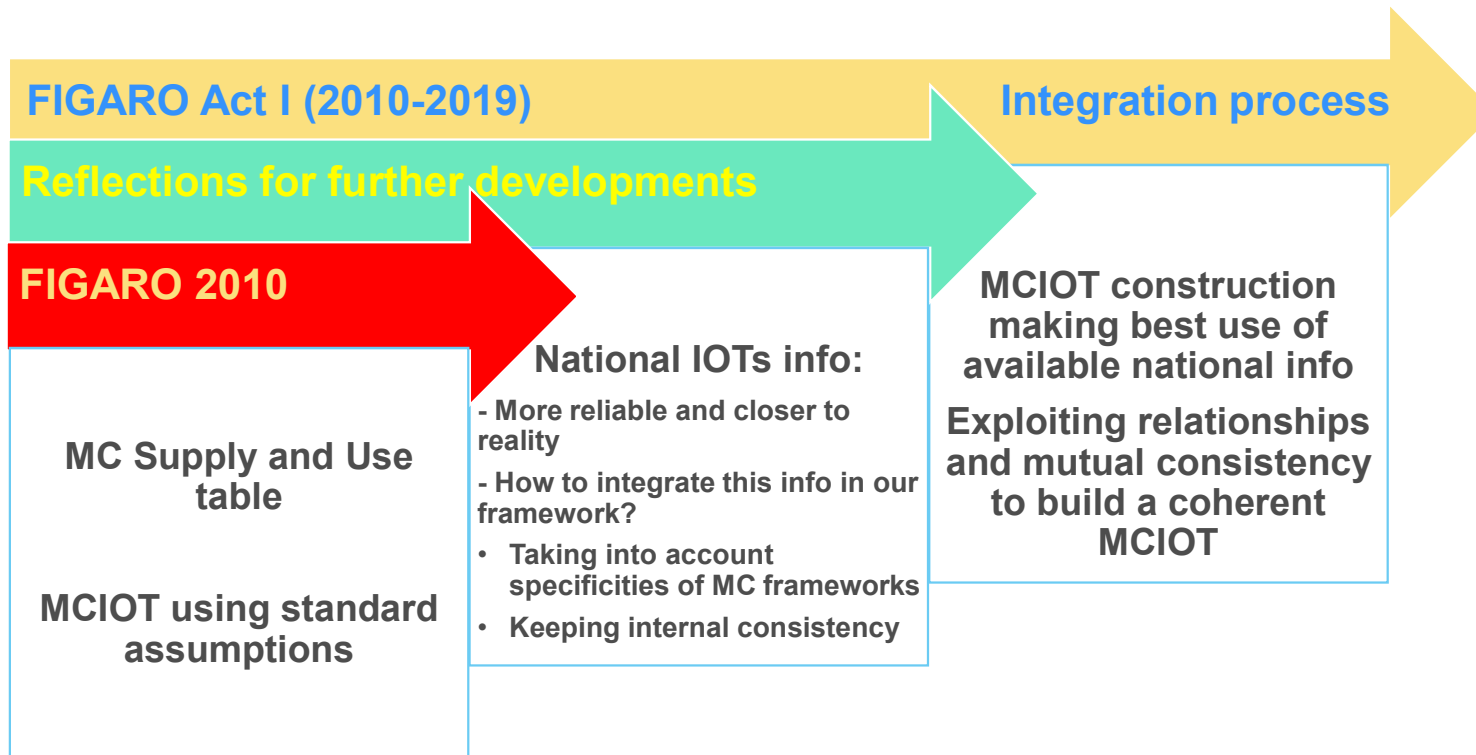 FIGARO Act I (2010-2019)
Integration process
Reflections for further developments
FIGARO 2010
MC Supply and Use
table
MCIOT using standard
assumptions
National IOTs info:
- More reliable and closer to
reality
- How to integrate this info in our
framework?
• Taking into account
specificities of MC frameworks
• Keeping internal consistency
MCIOT construction
making best use of
available national info
Exploiting relationships
and mutual consistency
to build a coherent
MCIOT